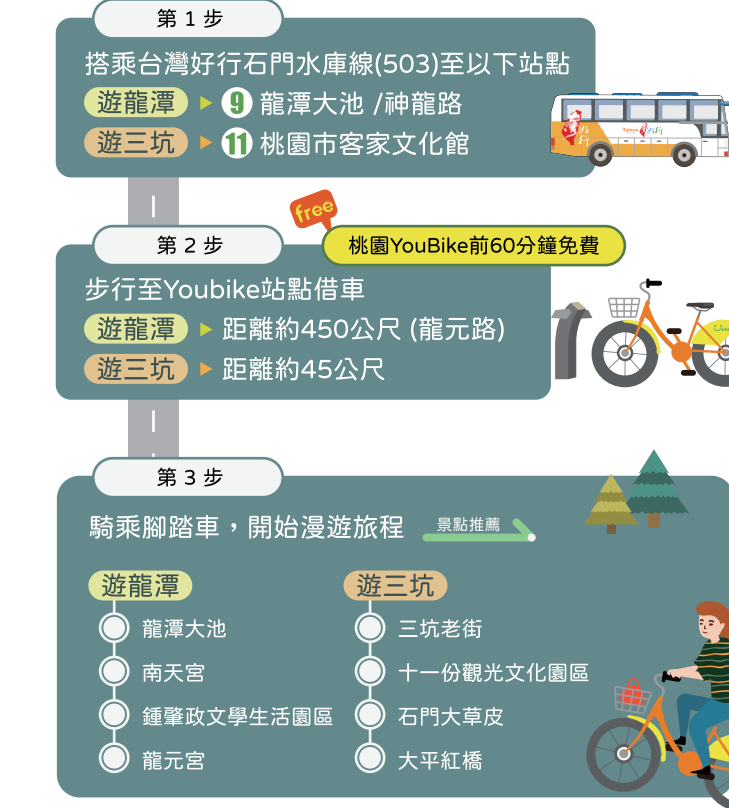 第 1 步
搭乘台灣好行石門水庫線(503)至以下站點
遊龍潭 9 龍潭大池 /神龍路
遊三坑 11 桃園市客家文化館
free
第 2 步
桃園YouBike前60分鐘免費
步行至Youbike站點借車
遊龍潭 距離約450公尺 (龍元路)
遊三坑 距離約45公尺
第 3 步
騎乘腳踏車，開始漫遊旅程
景點推薦
遊龍潭
龍潭大池
南天宮
鍾肇政文學生活園區
龍元宮
遊三坑
三坑老街
十一份觀光文化園區
石門大草皮
大平紅橋